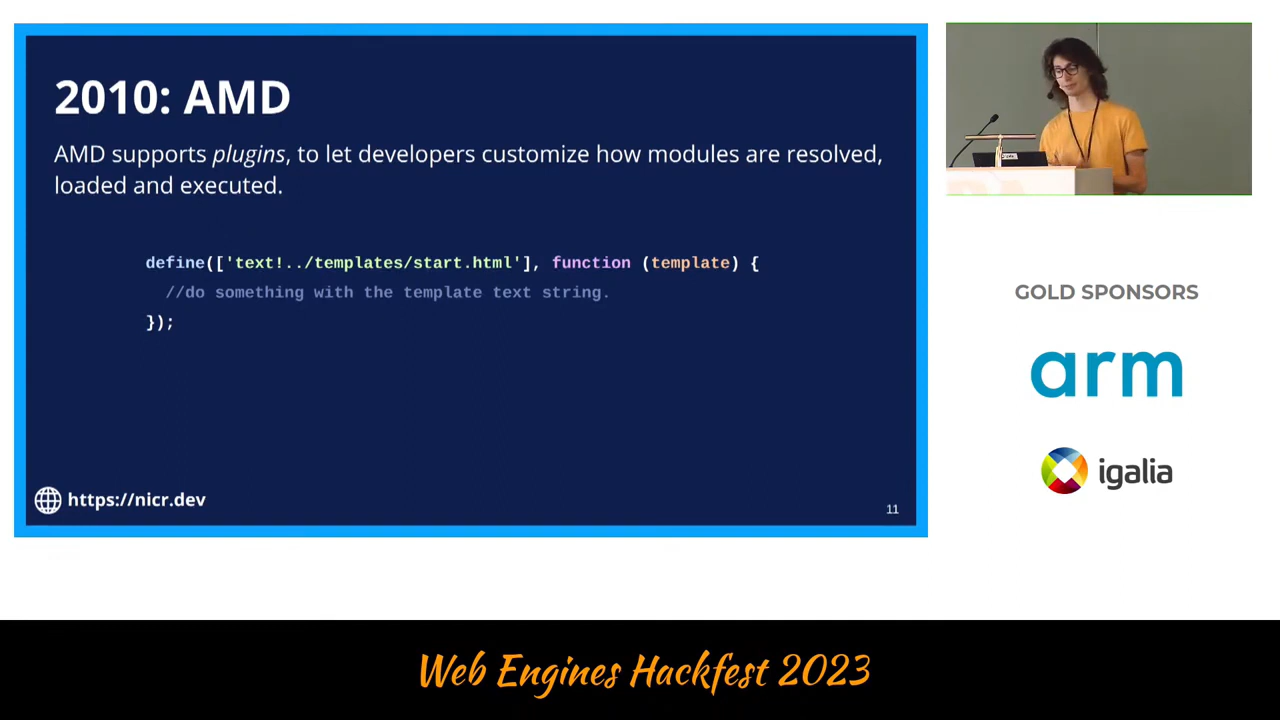 2010: AMD
AMD supports plugins, to let developers customize how modules are resolved,
loaded and executed.
define(['text!../templates/start.html'], function (template) {
//do something with the template text string.
});
https://nicr.dev
11
GOLD SPONSORS
arm
igalia
Web Engines Hackfest 2023